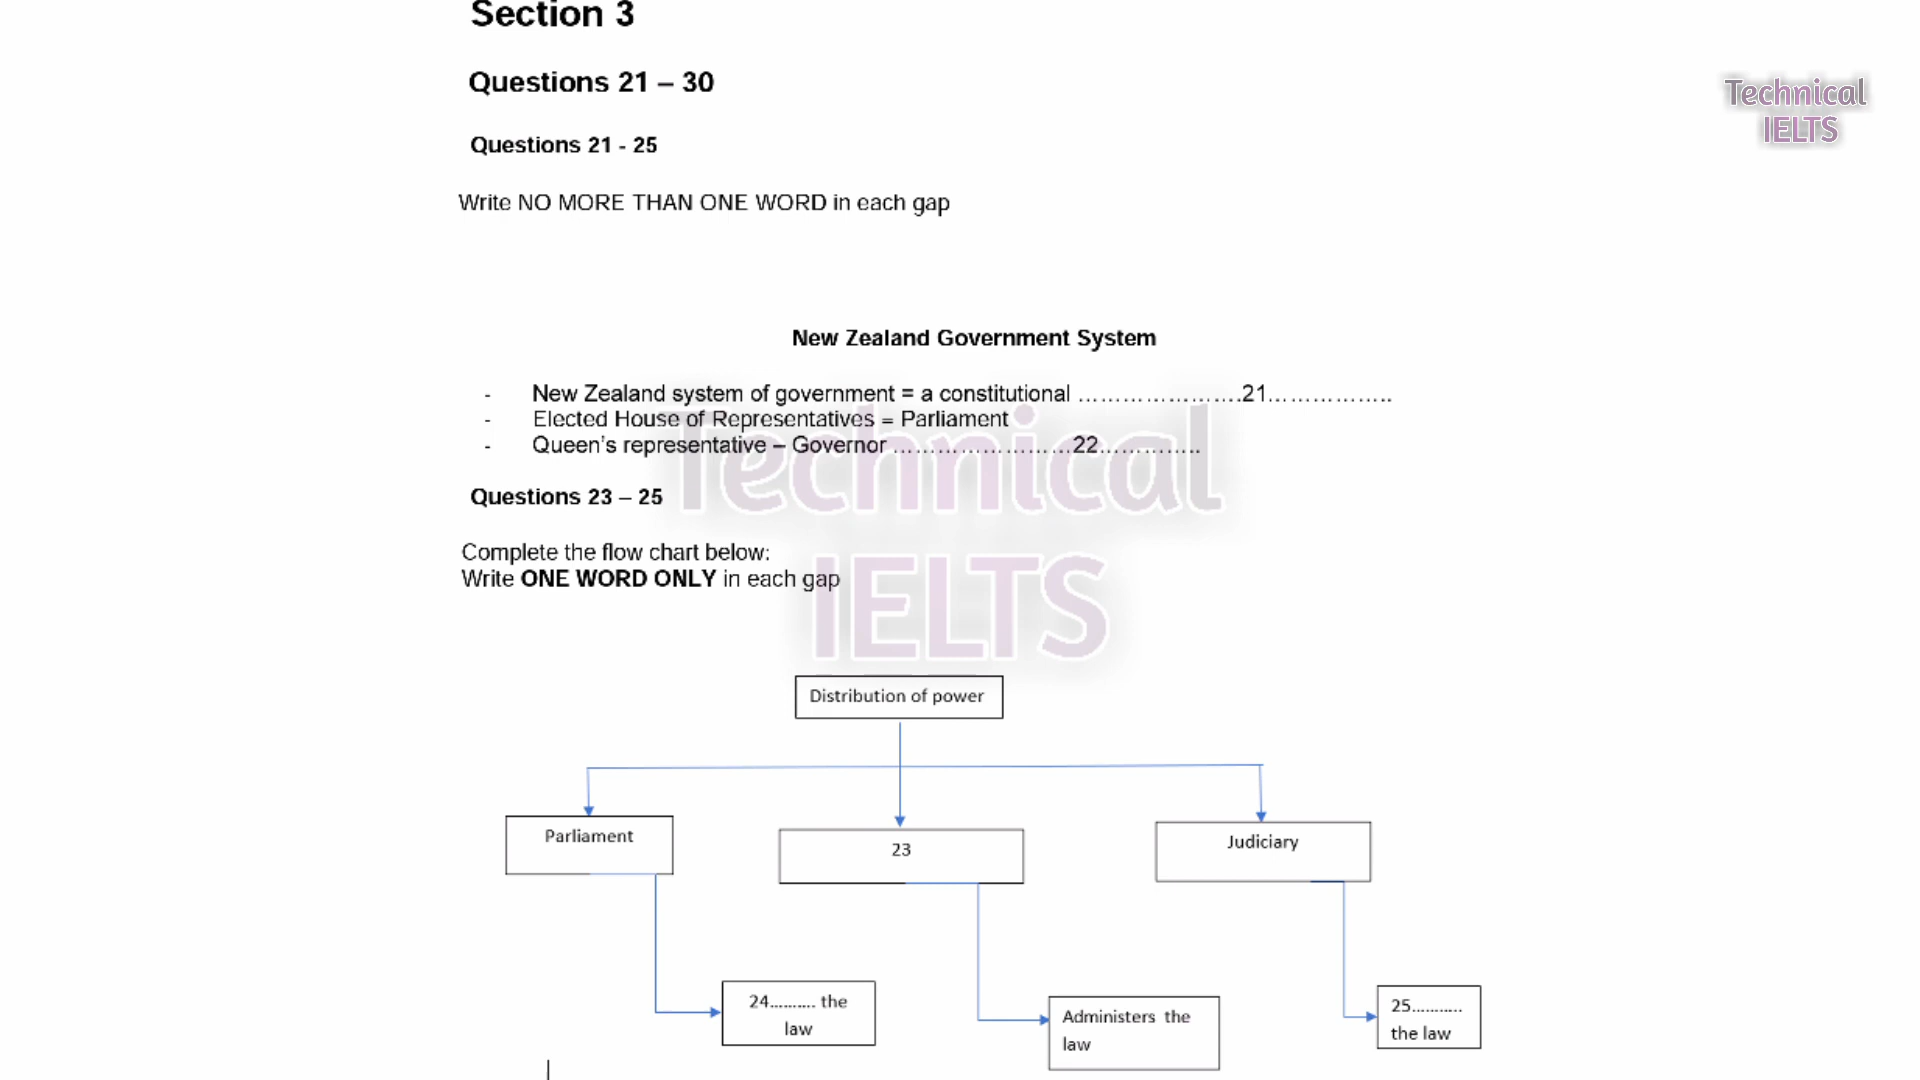 Section 3
Questions 21 – 30
Technical
IELTS
Questions 21 - 25
Write NO MORE THAN ONE WORD in each gap
New Zealand Government System
- New Zealand system of government = a constitutional ………………….21……………..
- Elected House of Representatives = Parliament
- Queen's representative – Governor ……………………22…………..
Technical
IELTS
Questions 23 – 25
Complete the flow chart below:
Write ONE WORD ONLY in each gap
Distribution of power
Parliament
23
Judiciary
24.......... the
law
Administers the
law
25...........
the law